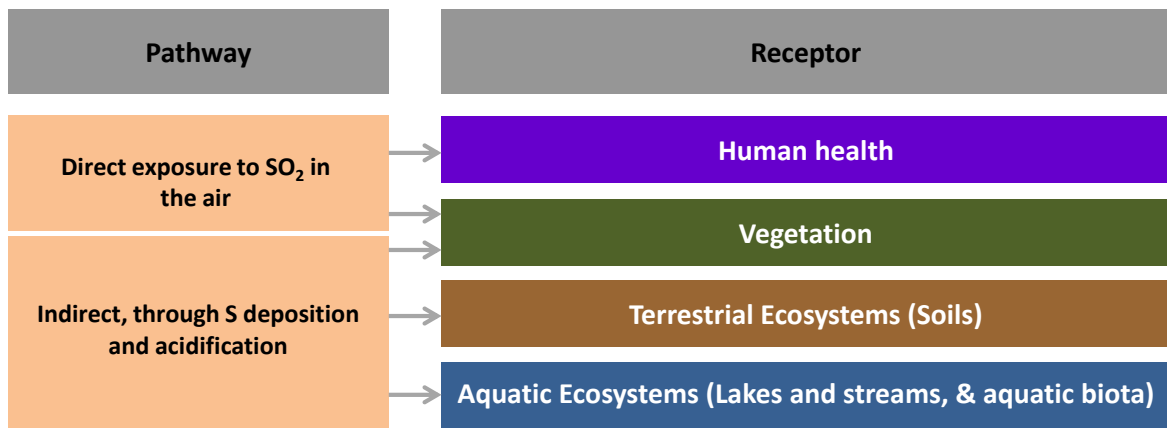 Pathway
Receptor
Direct exposure to SO₂ in
the air
Human health
Vegetation
Indirect, through S deposition
and acidification
Terrestrial Ecosystems (Soils)
Aquatic Ecosystems (Lakes and streams, & aquatic biota)